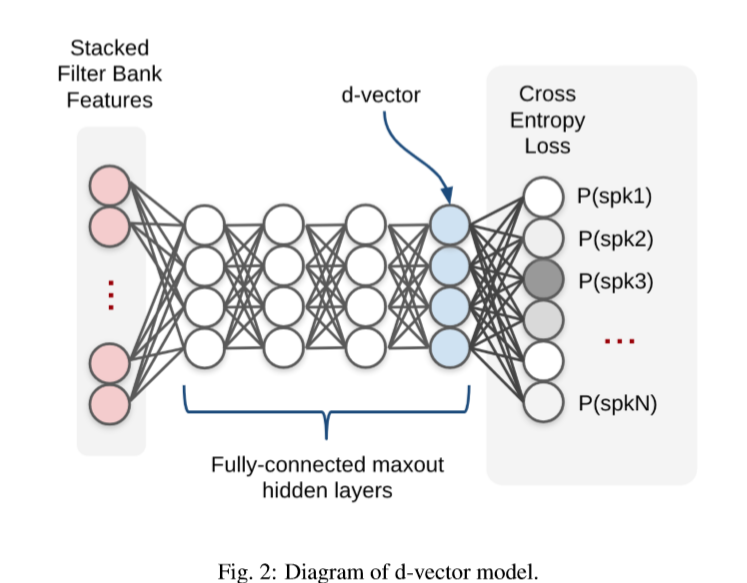 Stacked
Filter Bank
Features
d-vector
Cross
Entropy
Loss
P(spk1)
P(spk2)
P(spk3)
...
P(spkN)
Fully-connected maxout
hidden layers
Fig. 2: Diagram of d-vector model.